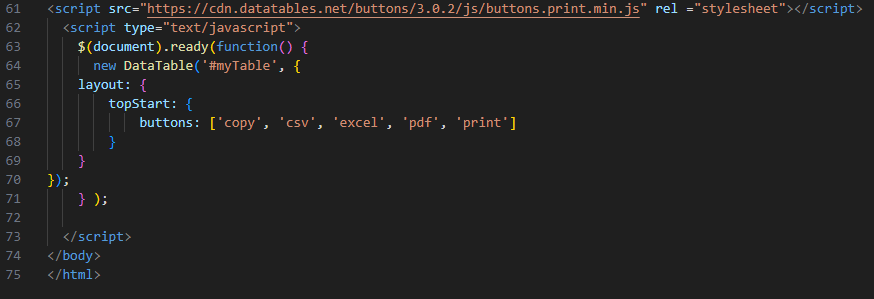 61 <script src="https://cdn.datatables.net/buttons/3.0.2/js/buttons.print.min.js" rel ="stylesheet"></script>
62   <script type="text/javascript">
63     $(document).ready(function() {
64       new DataTable('#myTable', {
65     layout: {
66         topStart: {
67             buttons: ['copy', 'csv', 'excel', 'pdf', 'print']
68         }
69     }
70 });
71     } );
72
73   </script>
74 </body>
75 </html>